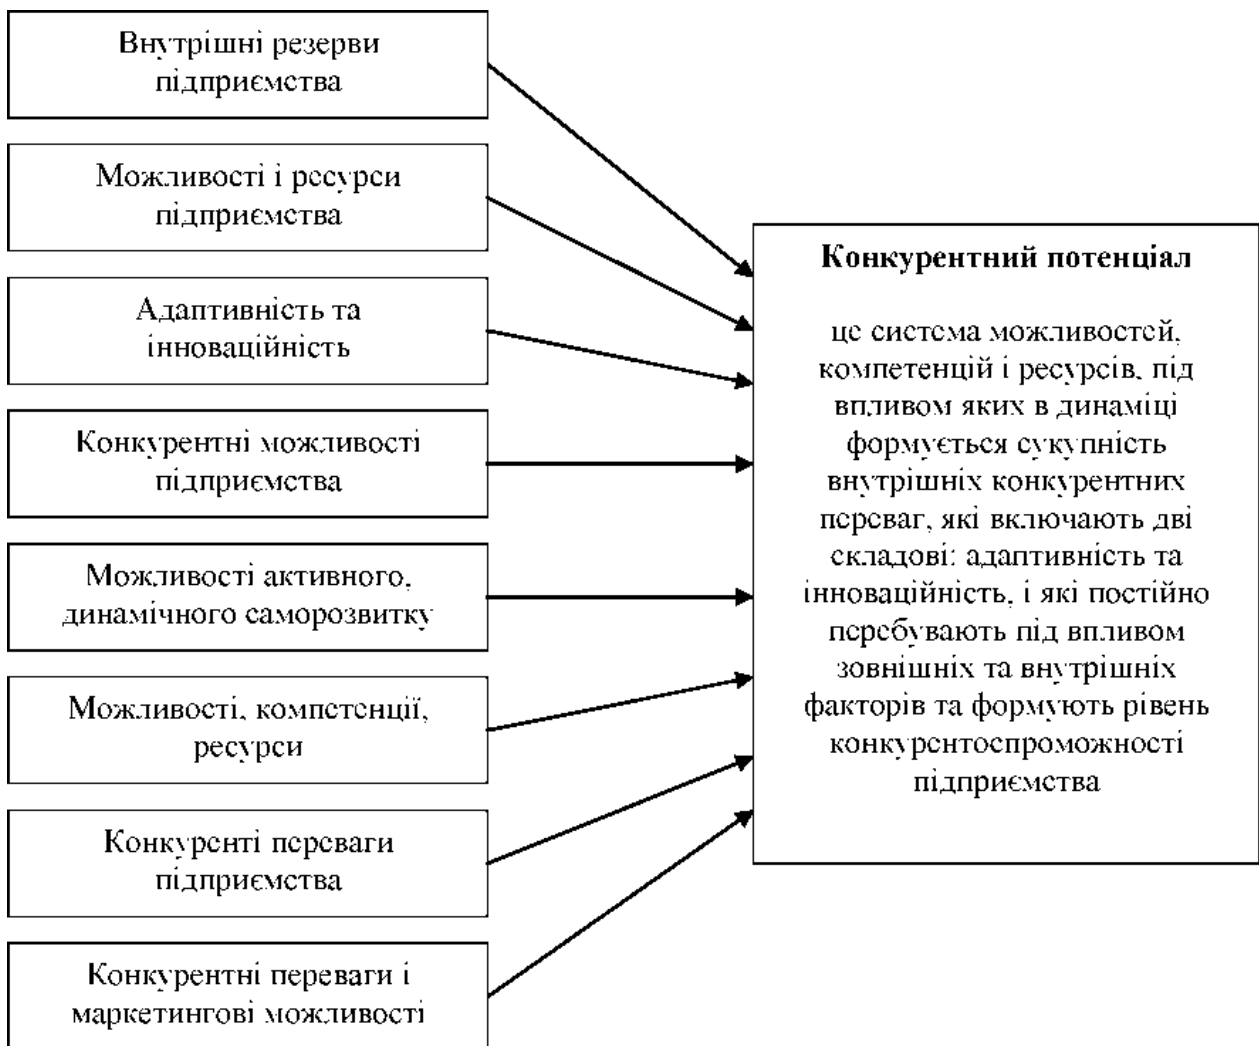 Внутрішні резерви
підприємства
Можливості і ресурси
підприємства
Адаптивність та
інноваційність
Конкурентні можливості
підприємства
Можливості активного,
динамічного саморозвитку
Можливості, компетенції,
ресурси
Конкуренті переваги
підприємства
Конкурентні переваги і
маркетингові можливості
Конкурентний потенціал
це система можливостей,
компетенцій і ресурсів, під
впливом яких в динаміці
формується сукупність
внутрішніх конкурентних
переваг, які включають дві
складові: адаптивність та
інноваційність, і які постійно
перебувають під впливом
зовнішніх та внутрішніх
факторів та формують рівень
конкурентоспроможності
підприємства